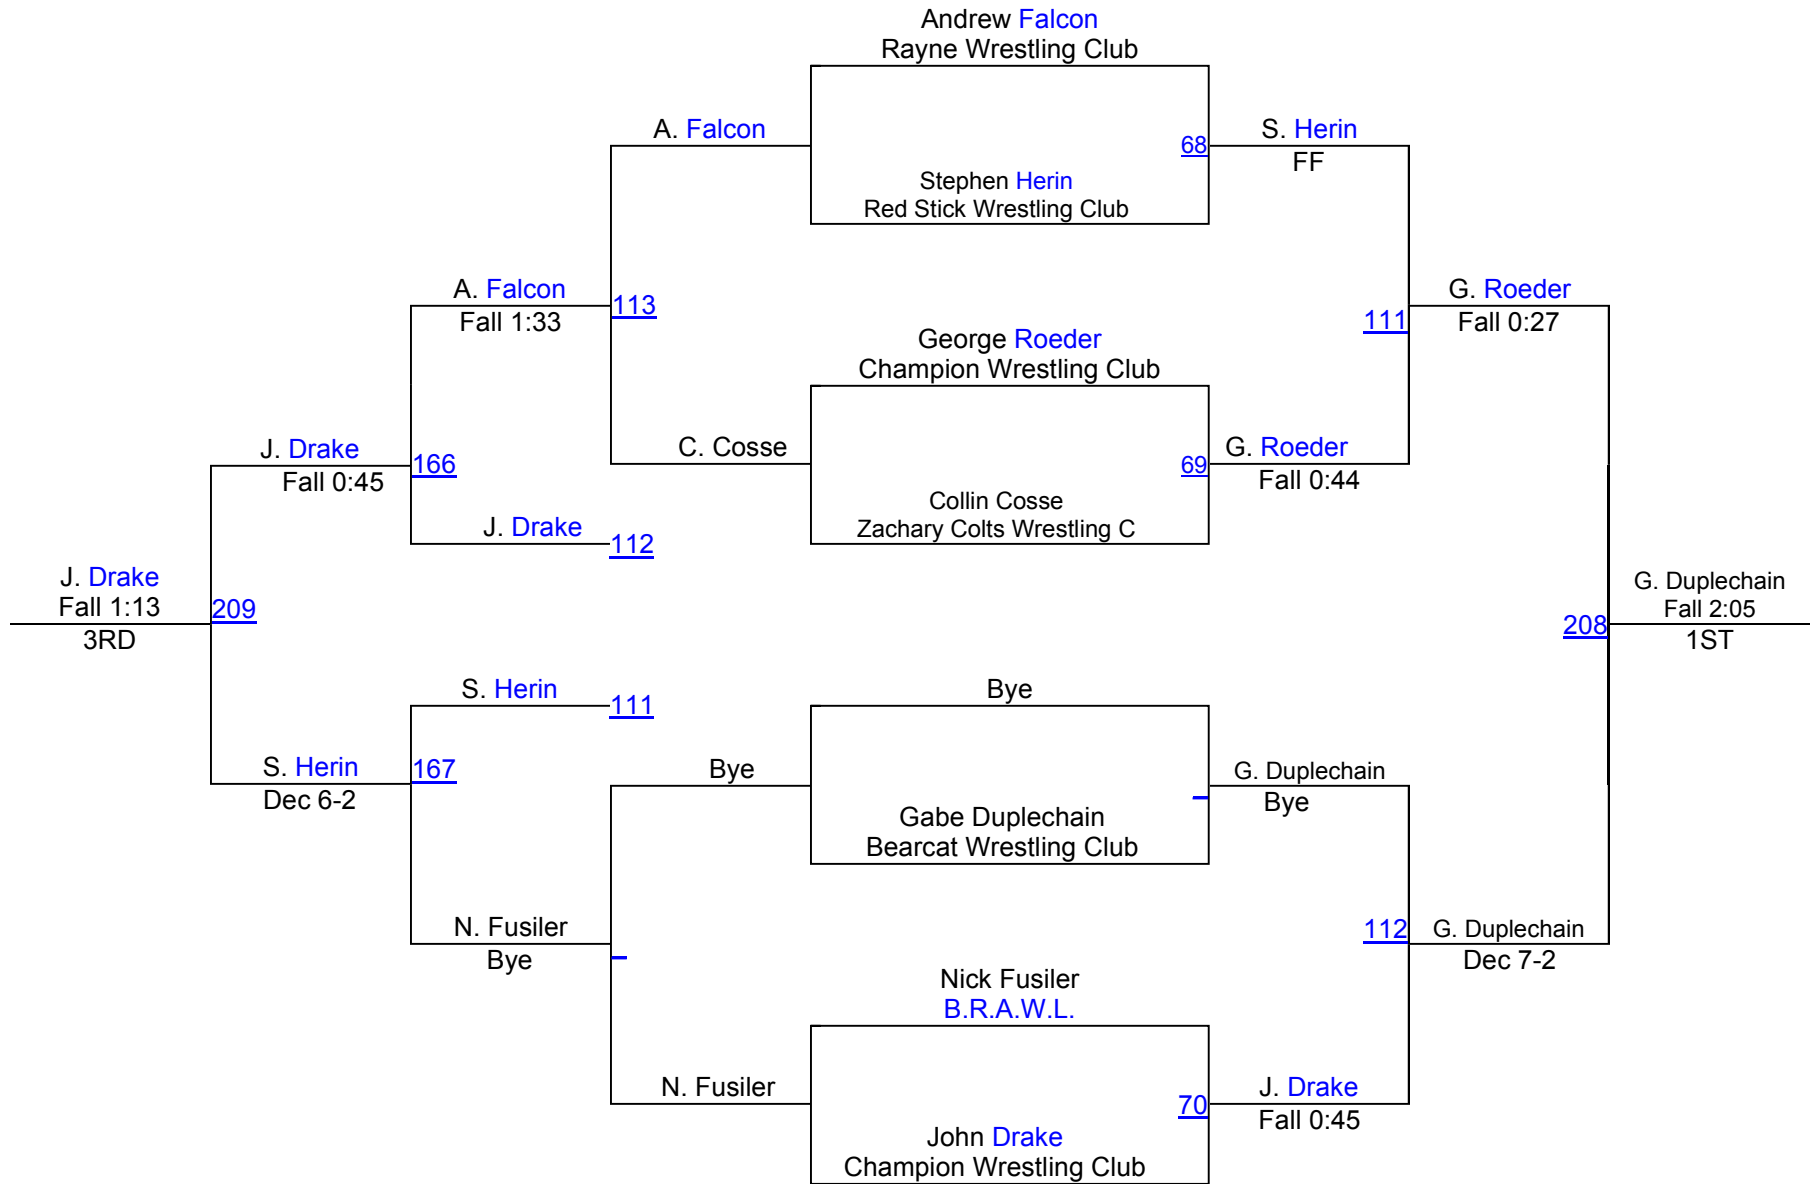 Andrew Falcon
Rayne Wrestling Club
A. Falcon
68
S. Herin
FF
Stephen Herin
Red Stick Wrestling Club
A. Falcon
Fall 1:33
113
George Roeder
Champion Wrestling Club
111
G. Roeder
Fall 0:27
J. Drake
Fall 0:45
166
C. Cosse
69
G. Roeder
Fall 0:44
Collin Cosse
Zachary Colts Wrestling C
J. Drake
112
J. Drake
Fall 1:13
3RD
209
208
G. Duplechain
Fall 2:05
1ST
S. Herin
111
Bye
S. Herin
Dec 6-2
167
Bye
G. Duplechain
Bye
Gabe Duplechain
Bearcat Wrestling Club
N. Fusiler
Bye
112
G. Duplechain
Dec 7-2
Nick Fusiler
B.R.A.W.L.
N. Fusiler
70
J. Drake
Fall 0:45
John Drake
Champion Wrestling Club